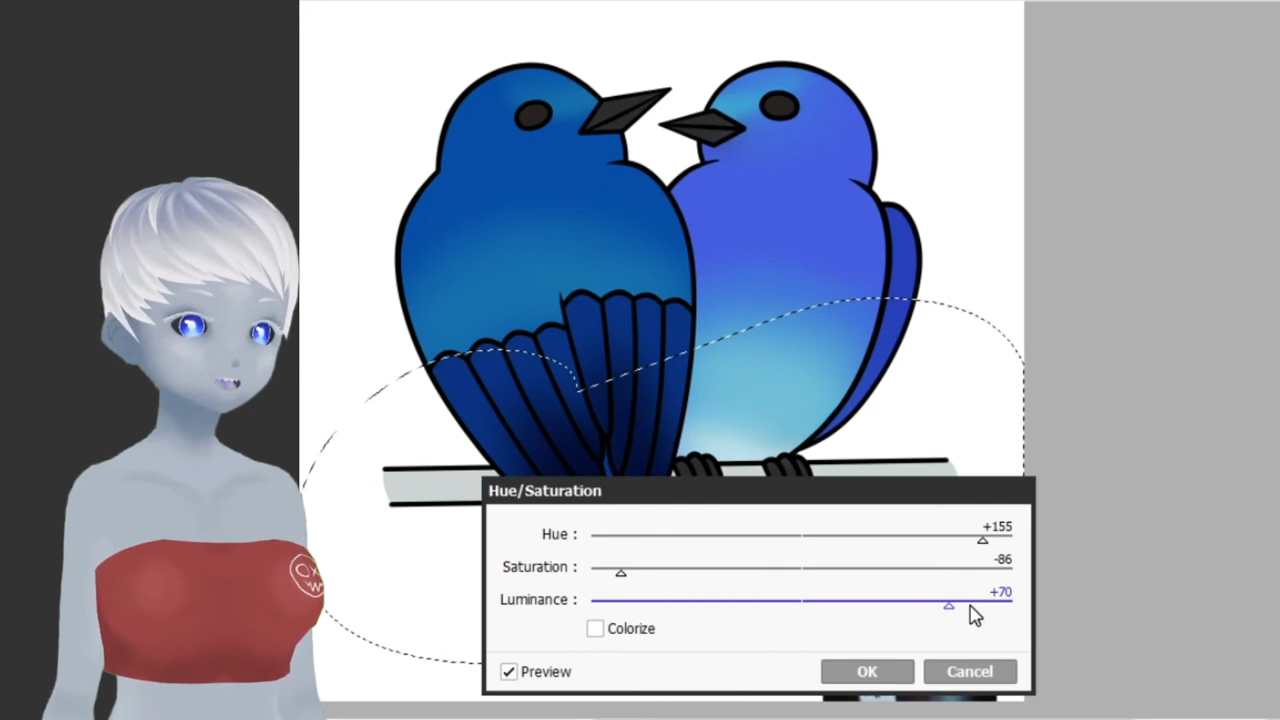 Hue/Saturation
Hue : +155
Saturation : -86
Luminance : +70
Colorize
Preview OK Cancel